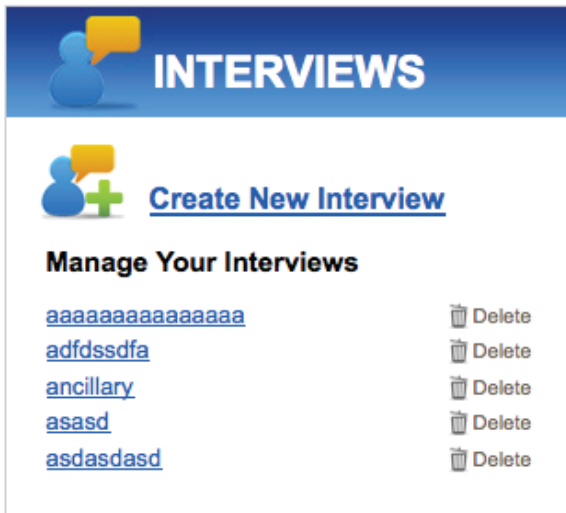 INTERVIEWS
Create New Interview
Manage Your Interviews
aaaaaaaaaaaaaaa Delete
adfdssdfa Delete
ancillary Delete
asasd Delete
asdasdasd Delete